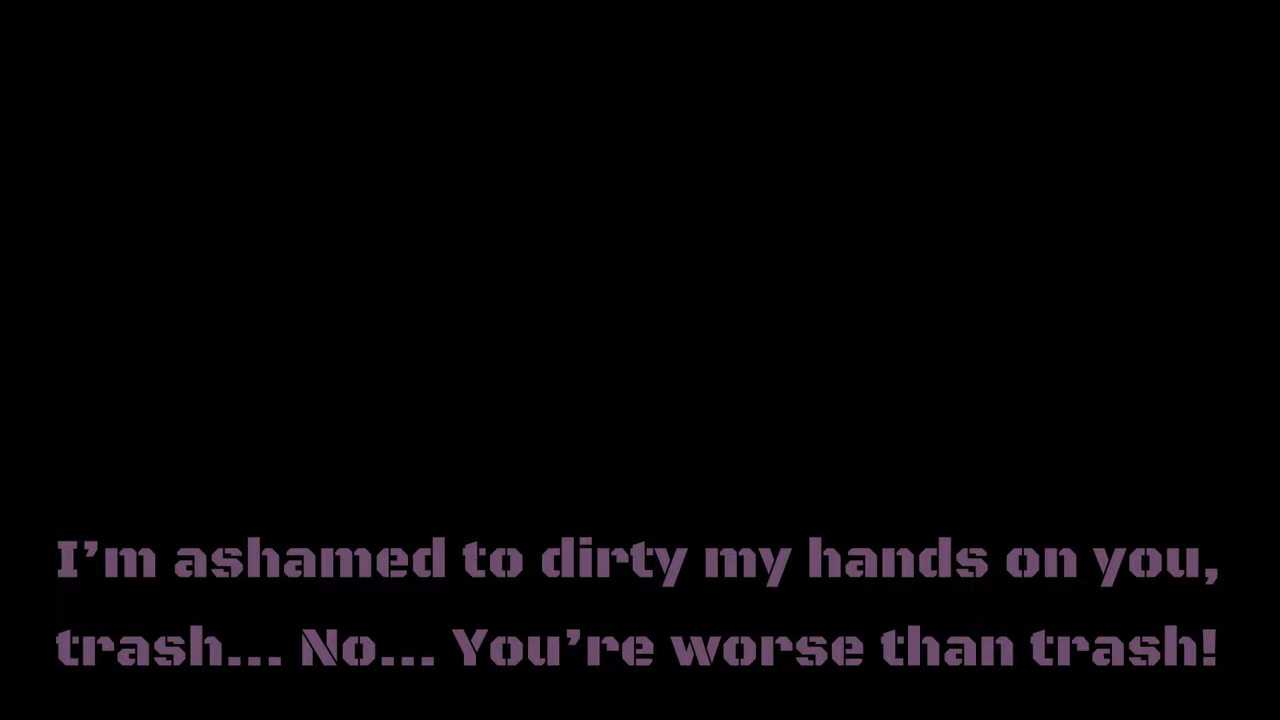 I’m ashamed to dirty my hands on you,
trash... No... You’re worse than trash!